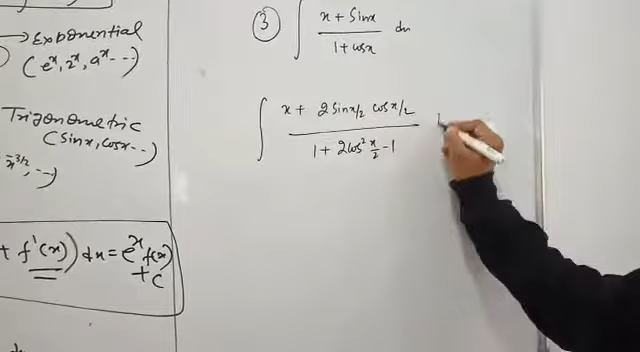 → Exponential
(e^x, 2^x, a^x ...)
Trigonometric
(sinx, cosx ..)
x^3/2, ...)
+ f'(x)) dx = e^x f(x)
+ C
③ ∫ (x + Sinx)/(1 + cosx) dx
∫ (x + 2 sin x/2 cos x/2)/(1 + 2cos² x/2 - 1)